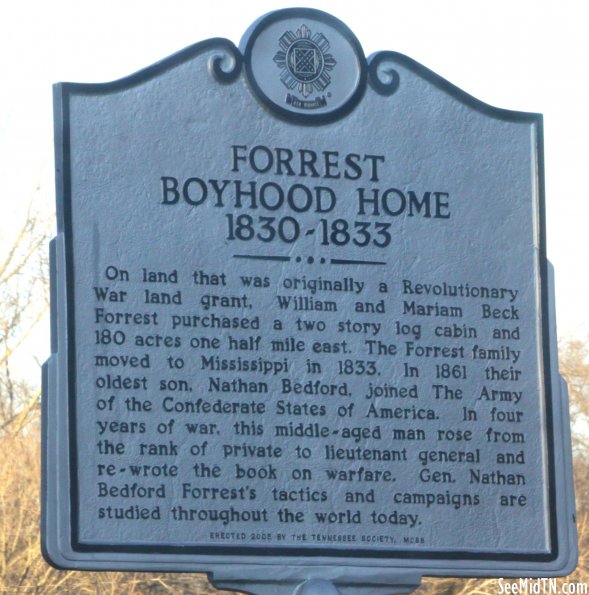 FORREST
BOYHOOD HOME
1830-1833
On land that was originally a Revolutionary
War land grant, William and Mariam Beck
Forrest purchased a two story log cabin and
180 acres one half mile east. The Forrest family
moved to Mississippi in 1833. In 1861 their
oldest son, Nathan Bedford, joined The Army
of the Confederate States of America. In four
years of war, this middle-aged man rose from
the rank of private to lieutenant general and
re-wrote the book on warfare. Gen. Nathan
Bedford Forrest's tactics and campaigns are
studied throughout the world today.
ERECTED 2005 BY THE TENNESSEE SOCIETY, MOSB
SeeMidTN.com